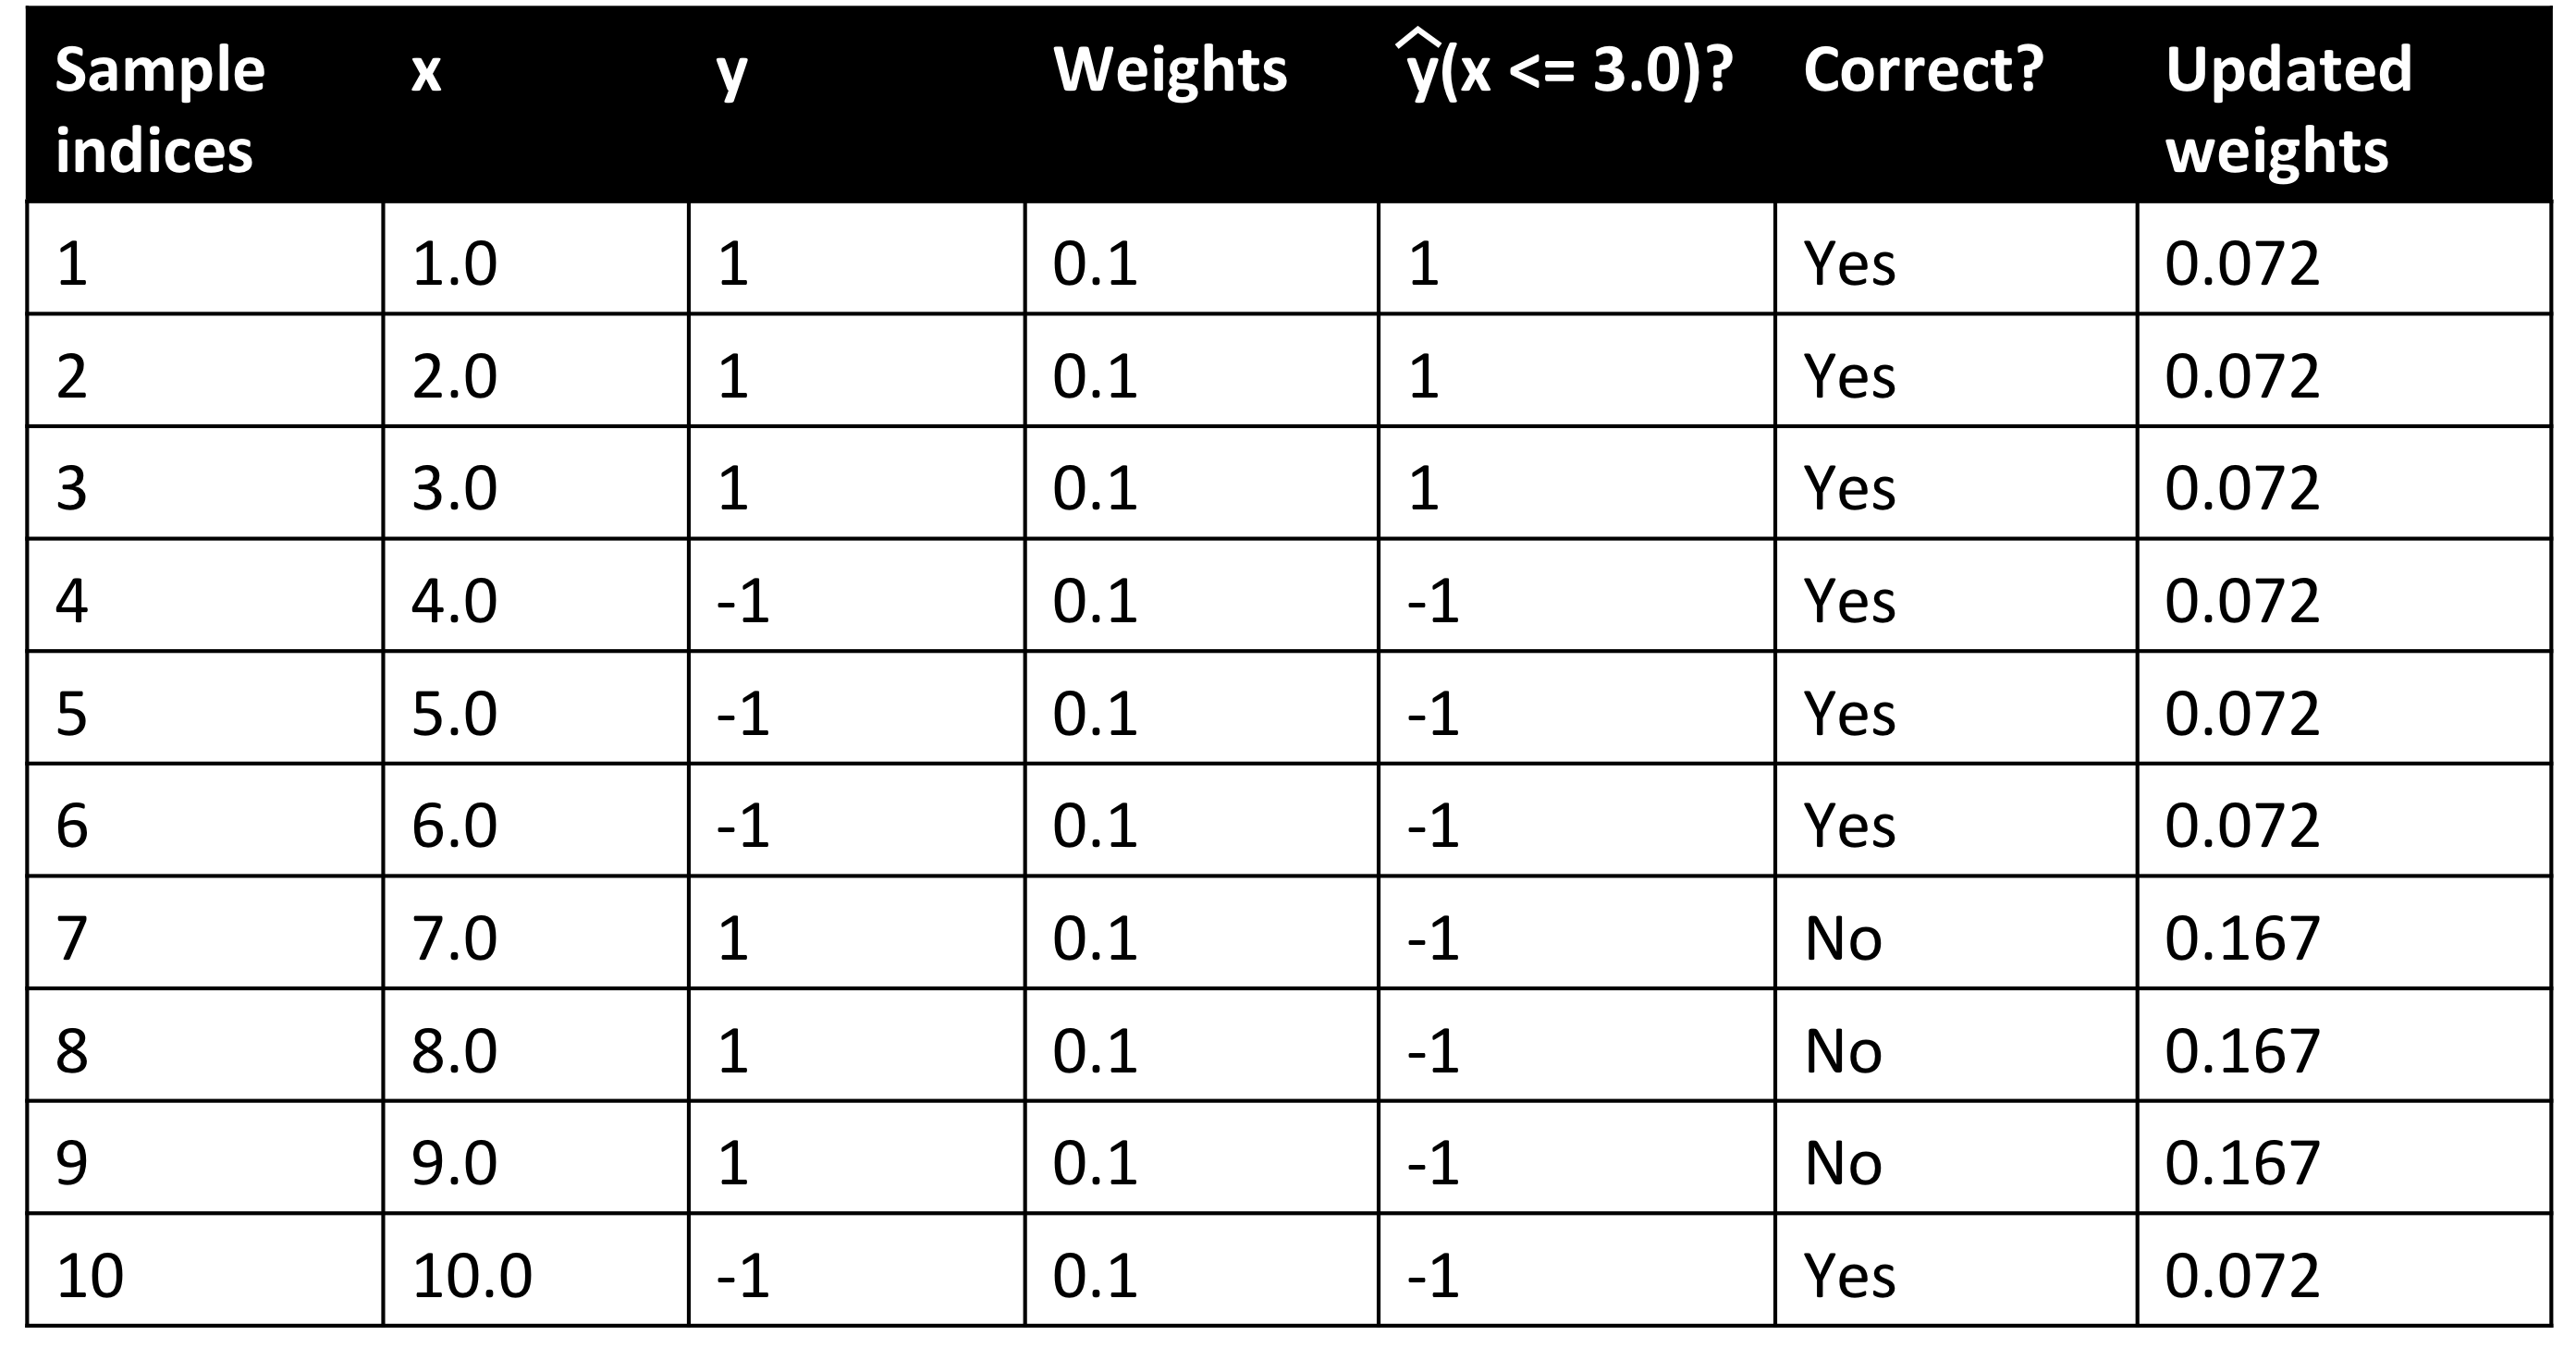 Sample indices x y Weights ŷ(x <= 3.0)? Correct? Updated weights
1 1.0 1 0.1 1 Yes 0.072
2 2.0 1 0.1 1 Yes 0.072
3 3.0 1 0.1 1 Yes 0.072
4 4.0 -1 0.1 -1 Yes 0.072
5 5.0 -1 0.1 -1 Yes 0.072
6 6.0 -1 0.1 -1 Yes 0.072
7 7.0 1 0.1 -1 No 0.167
8 8.0 1 0.1 -1 No 0.167
9 9.0 1 0.1 -1 No 0.167
10 10.0 -1 0.1 -1 Yes 0.072